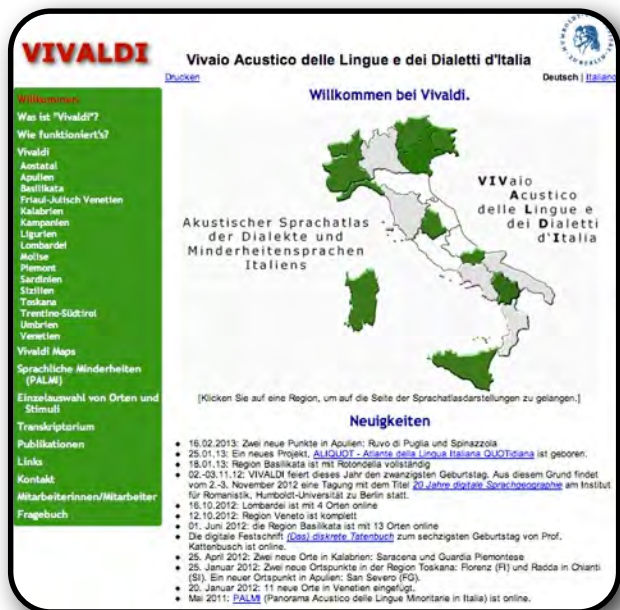 VIVALDI
Vivaio Acustico delle Lingue e dei Dialetti d'Italia
Drucken
Deutsch | Italiano
Willkommen
Was ist "Vivaldi"?
Wie funktioniert's?
Vivaldi
Aostatal
Apulien
Basilikata
Friaul-Julisch Venetien
Kalabrien
Kampanien
Ligurien
Lombardei
Molise
Piemont
Sardinien
Sizilien
Toskana
Trentino-Südtirol
Umbrien
Venetien
Vivaldi Maps
Sprachliche Minderheiten
(PALMI)
Einzelauswahl von Orten und
Stimuli
Transkriptorium
Publikationen
Links
Kontakt
Mitarbeiterinnen/Mitarbeiter
Fragebuch
Willkommen bei Vivaldi.
Akustischer Sprachatlas
der Dialekte und
Minderheitensprachen
Italiens
VIVaio
Acustico
delle Lingue e
dei Dialetti
d'Italia
[Klicken Sie auf eine Region, um auf die Seite der Sprachatlasdarstellungen zu gelangen.]
Neuigkeiten
16.02.2013: Zwei neue Punkte in Apulien: Ruvo di Puglia und Spinazzola
25.01.13: Ein neues Projekt, ALIQUOT - Atlante della Lingua Italiana QUOTidiana ist geboren.
18.01.13: Region Basilikata ist mit Rotondella vollständig
02.-03.11.12: VIVALDI feiert dieses Jahr den zwanzigsten Geburtstag. Aus diesem Grund findet
vom 2.-3. November 2012 eine Tagung mit dem Titel 20 Jahre digitale Sprachgeographie am Institut
für Romanistik, Humboldt-Universität zu Berlin statt.
16.10.2012: Lombardei ist mit 4 Orten online
12.10.2012: Region Veneto ist komplett
01. Juni 2012: die Region Basilikata ist mit 13 Orten online
Die digitale Festschrift (Das) diskrete Tatenbuch zum sechzigsten Geburtstag von Prof.
Kattenbusch ist online.
25. April 2012: Zwei neue Orte in Kalabrien: Saracena und Guardia Piemontese
25. Januar 2012: Zwei neue Ortspunkte in der Region Toskana: Florenz (FI) und Radda in Chianti
(SI). Ein neuer Ortspunkt in Apulien: San Severo (FG).
20. Januar 2012: 11 neue Orte in Venetien eingefügt.
Mai 2011: PALMI (Panorama Acustico delle Lingue Minoritarie in Italia) ist online.